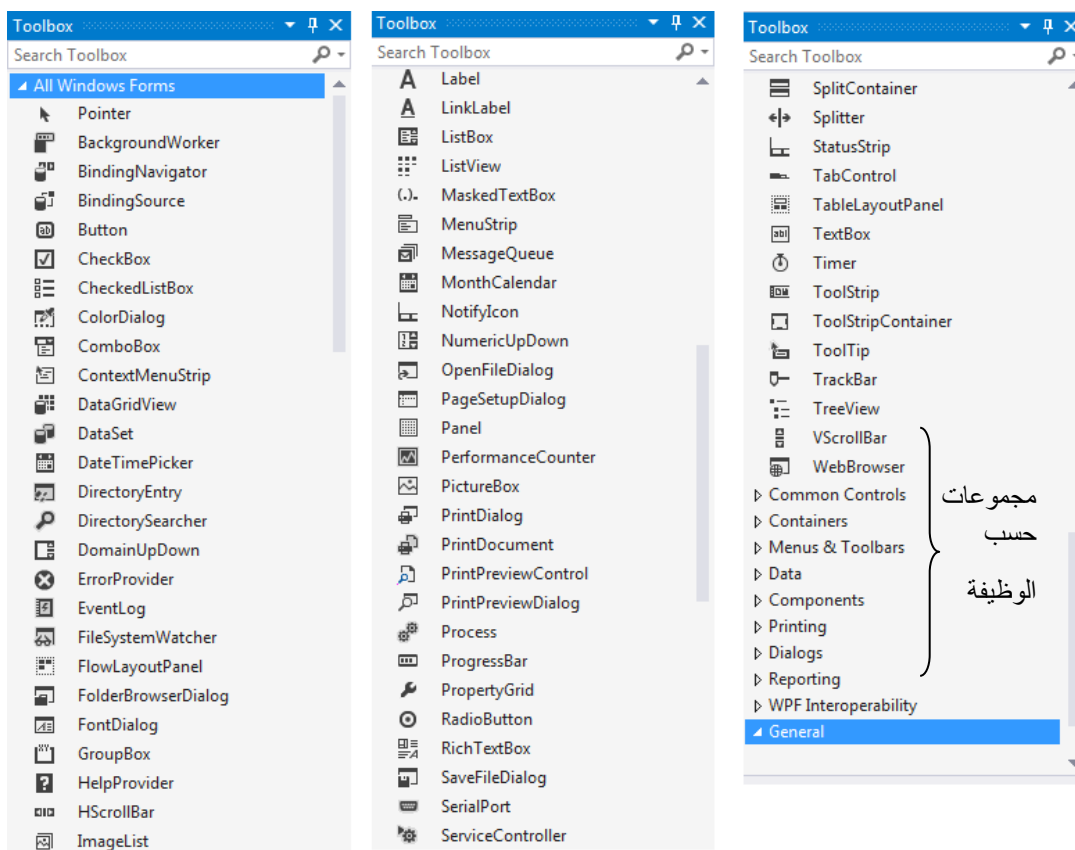 Toolbox
Search Toolbox
All Windows Forms
Pointer
BackgroundWorker
BindingNavigator
BindingSource
Button
CheckBox
CheckedListBox
ColorDialog
ComboBox
ContextMenuStrip
DataGridView
DataSet
DateTimePicker
DirectoryEntry
DirectorySearcher
DomainUpDown
ErrorProvider
EventLog
FileSystemWatcher
FlowLayoutPanel
FolderBrowserDialog
FontDialog
GroupBox
HelpProvider
HScrollBar
ImageList
Toolbox
Search Toolbox
Label
LinkLabel
ListBox
ListView
MaskedTextBox
MenuStrip
MessageQueue
MonthCalendar
NotifyIcon
NumericUpDown
OpenFileDialog
PageSetupDialog
Panel
PerformanceCounter
PictureBox
PrintDialog
PrintDocument
PrintPreviewControl
PrintPreviewDialog
Process
ProgressBar
PropertyGrid
RadioButton
RichTextBox
SaveFileDialog
SerialPort
ServiceController
Toolbox
Search Toolbox
SplitContainer
Splitter
StatusStrip
TabControl
TableLayoutPanel
TextBox
Timer
ToolStrip
ToolStripContainer
ToolTip
TrackBar
TreeView
VScrollBar
WebBrowser
Common Controls
Containers
Menus & Toolbars
Data
Components
Printing
Dialogs
Reporting
WPF Interoperability
General
مجموعات
حسب
الوظيفة